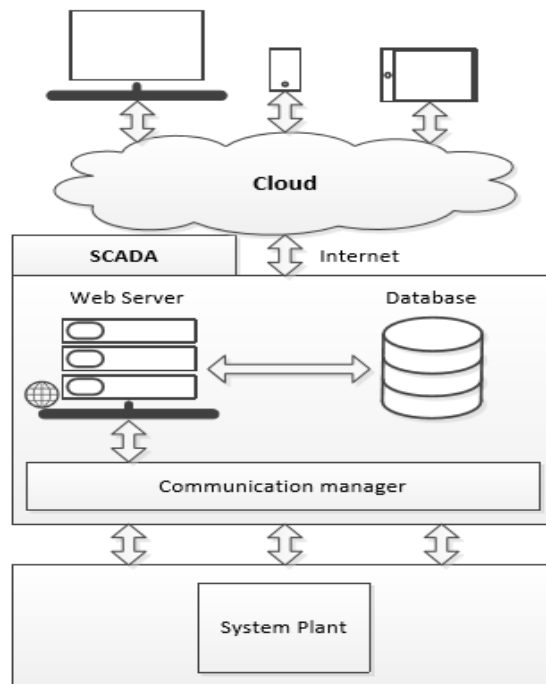 Cloud
SCADA
Internet
Web Server
Database
Communication manager
System Plant